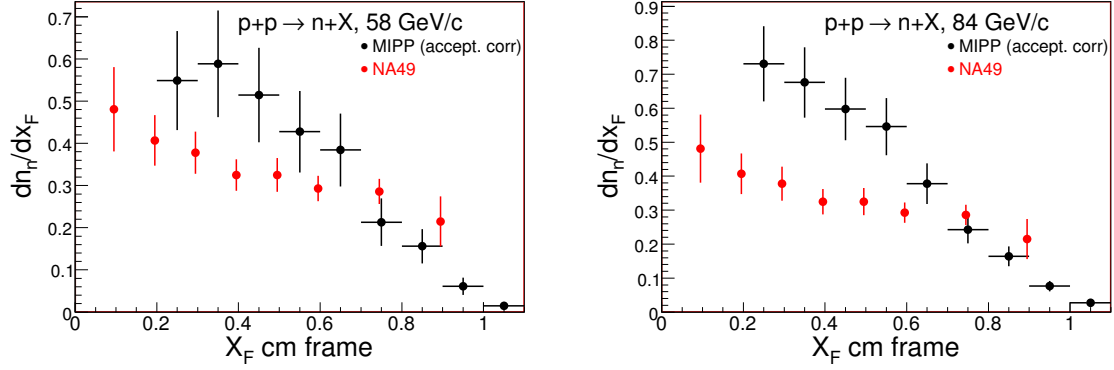 p+p → n+X, 58 GeV/c
MIPP (accept. corr)
NA49
dn_n/dx_F
0.7
0.6
0.5
0.4
0.3
0.2
0.1
0
0 0.2 0.4 0.6 0.8 1
X_F cm frame
p+p → n+X, 84 GeV/c
MIPP (accept. corr)
NA49
dn_n/dx_F
0.9
0.8
0.7
0.6
0.5
0.4
0.3
0.2
0.1
0
0 0.2 0.4 0.6 0.8 1
X_F cm frame